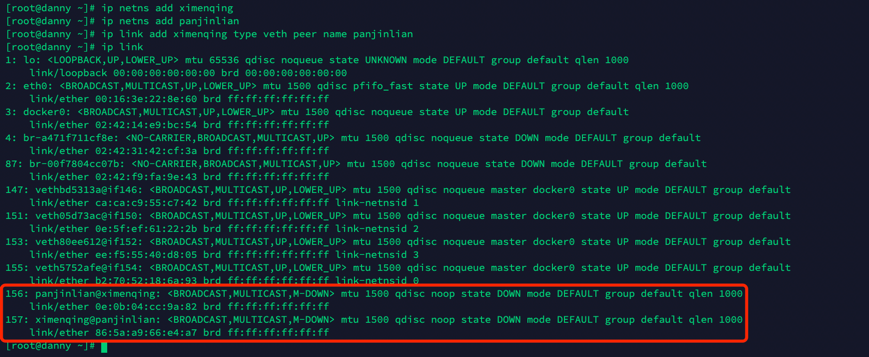 [root@danny ~]# ip netns add ximenqing
[root@danny ~]# ip netns add panjinlian
[root@danny ~]# ip link add ximenqing type veth peer name panjinlian
[root@danny ~]# ip link
1: lo: <LOOPBACK,UP,LOWER_UP> mtu 65536 qdisc noqueue state UNKNOWN mode DEFAULT group default qlen 1000
    link/loopback 00:00:00:00:00:00 brd 00:00:00:00:00:00
2: eth0: <BROADCAST,MULTICAST,UP,LOWER_UP> mtu 1500 qdisc pfifo_fast state UP mode DEFAULT group default qlen 1000
    link/ether 00:16:3e:22:8e:60 brd ff:ff:ff:ff:ff:ff
3: docker0: <BROADCAST,MULTICAST,UP,LOWER_UP> mtu 1500 qdisc noqueue state UP mode DEFAULT group default
    link/ether 02:42:14:e9:bc:54 brd ff:ff:ff:ff:ff:ff
4: br-a471f711cf8e: <NO-CARRIER,BROADCAST,MULTICAST,UP> mtu 1500 qdisc noqueue state DOWN mode DEFAULT group default
    link/ether 02:42:31:42:cf:3a brd ff:ff:ff:ff:ff:ff
87: br-00f7804cc07b: <NO-CARRIER,BROADCAST,MULTICAST,UP> mtu 1500 qdisc noqueue state DOWN mode DEFAULT group default
    link/ether 02:42:f9:fa:9e:43 brd ff:ff:ff:ff:ff:ff
147: vethbd5313a@if146: <BROADCAST,MULTICAST,UP,LOWER_UP> mtu 1500 qdisc noqueue master docker0 state UP mode DEFAULT group default
    link/ether ca:ca:c9:55:c7:42 brd ff:ff:ff:ff:ff:ff link-netnsid 1
151: veth05d73ac@if150: <BROADCAST,MULTICAST,UP,LOWER_UP> mtu 1500 qdisc noqueue master docker0 state UP mode DEFAULT group default
    link/ether 0e:5f:ef:61:22:2b brd ff:ff:ff:ff:ff:ff link-netnsid 2
153: veth80ee612@if152: <BROADCAST,MULTICAST,UP,LOWER_UP> mtu 1500 qdisc noqueue master docker0 state UP mode DEFAULT group default
    link/ether ee:f5:55:40:d8:05 brd ff:ff:ff:ff:ff:ff link-netnsid 3
155: veth5752afe@if154: <BROADCAST,MULTICAST,UP,LOWER_UP> mtu 1500 qdisc noqueue master docker0 state UP mode DEFAULT group default
    link/ether b2:70:52:18:6a:93 brd ff:ff:ff:ff:ff:ff link-netnsid 0
156: panjinlian@ximenqing: <BROADCAST,MULTICAST,M-DOWN> mtu 1500 qdisc noop state DOWN mode DEFAULT group default qlen 1000
    link/ether 0e:0b:04:cc:9a:82 brd ff:ff:ff:ff:ff:ff
157: ximenqing@panjinlian: <BROADCAST,MULTICAST,M-DOWN> mtu 1500 qdisc noop state DOWN mode DEFAULT group default qlen 1000
    link/ether 86:5a:a9:66:e4:a7 brd ff:ff:ff:ff:ff:ff
[root@danny ~]#